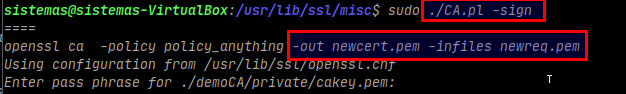 sistemas@sistemas-VirtualBox:/usr/lib/ssl/misc$ sudo ./CA.pl -sign
====
openssl ca  -policy policy_anything -out newcert.pem -infiles newreq.pem
Using configuration from /usr/lib/ssl/openssl.cnf
Enter pass phrase for ./demoCA/private/cakey.pem: